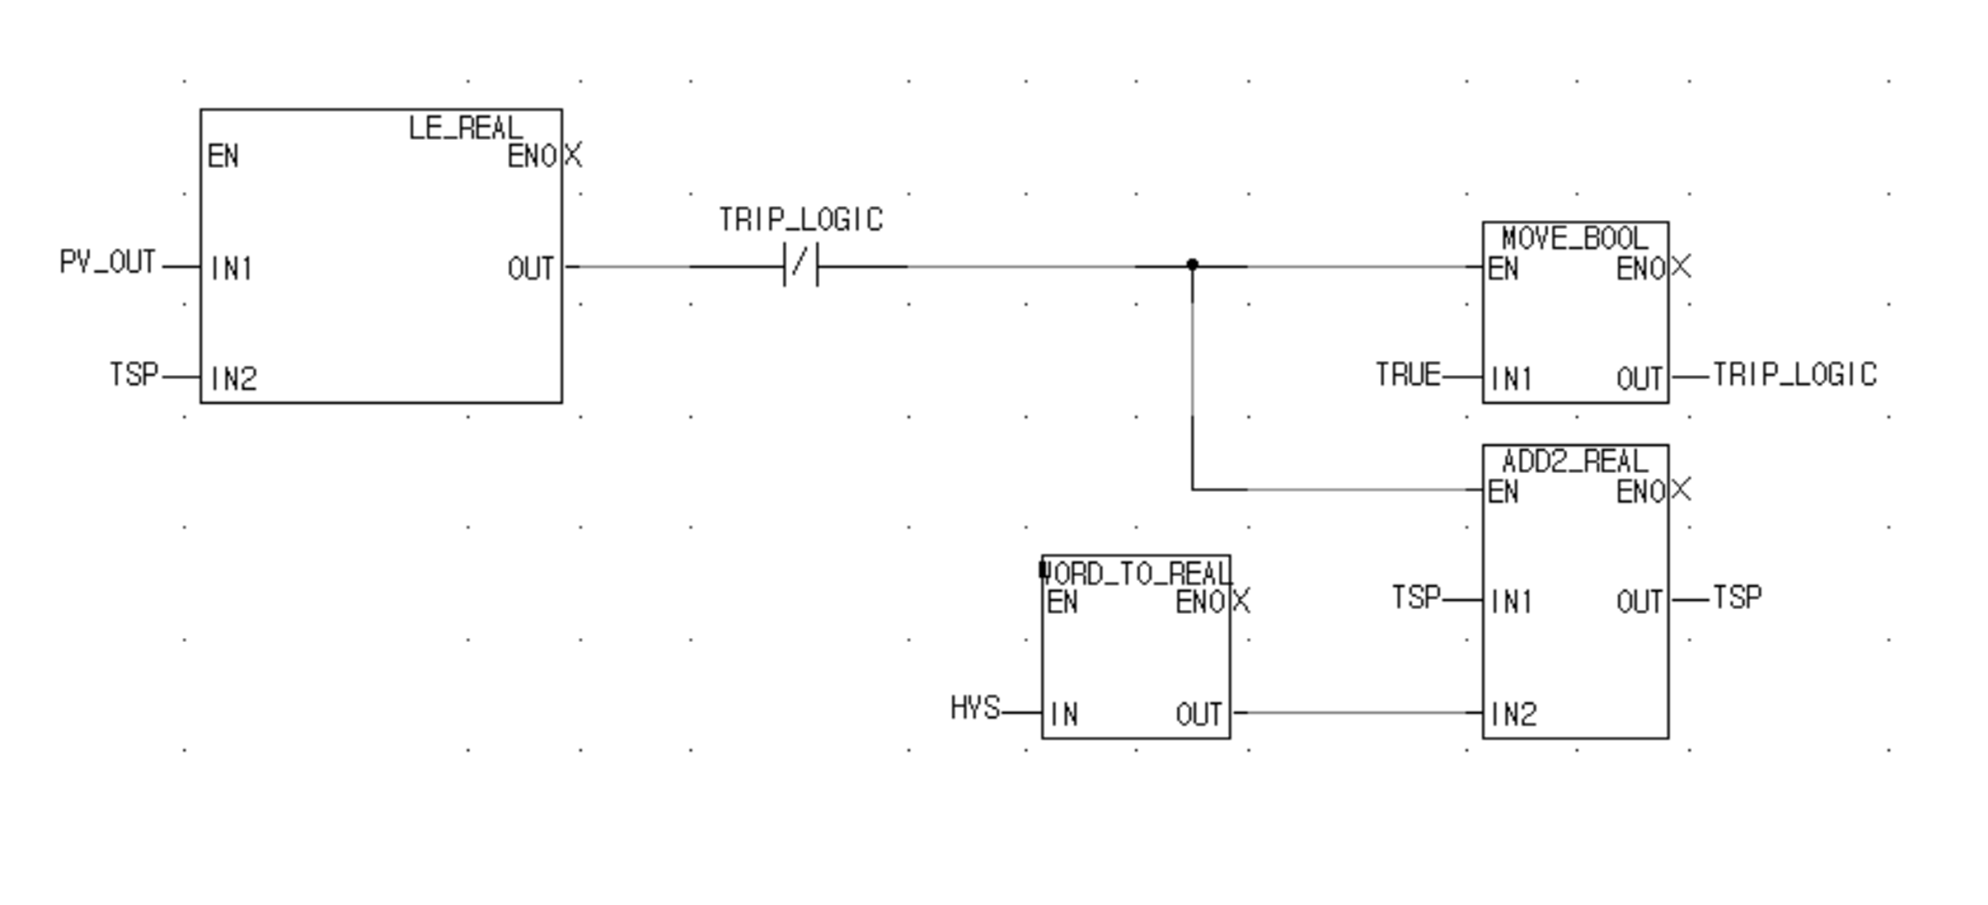 LE_REAL
EN ENO
TRIP_LOGIC
PV_OUT IN1 OUT
TSP IN2
MOVE_BOOL
EN ENO
TRUE IN1 OUT TRIP_LOGIC
ADD2_REAL
EN ENO
TSP IN1 OUT TSP
IN2
WORD_TO_REAL
EN ENO
HYS IN OUT